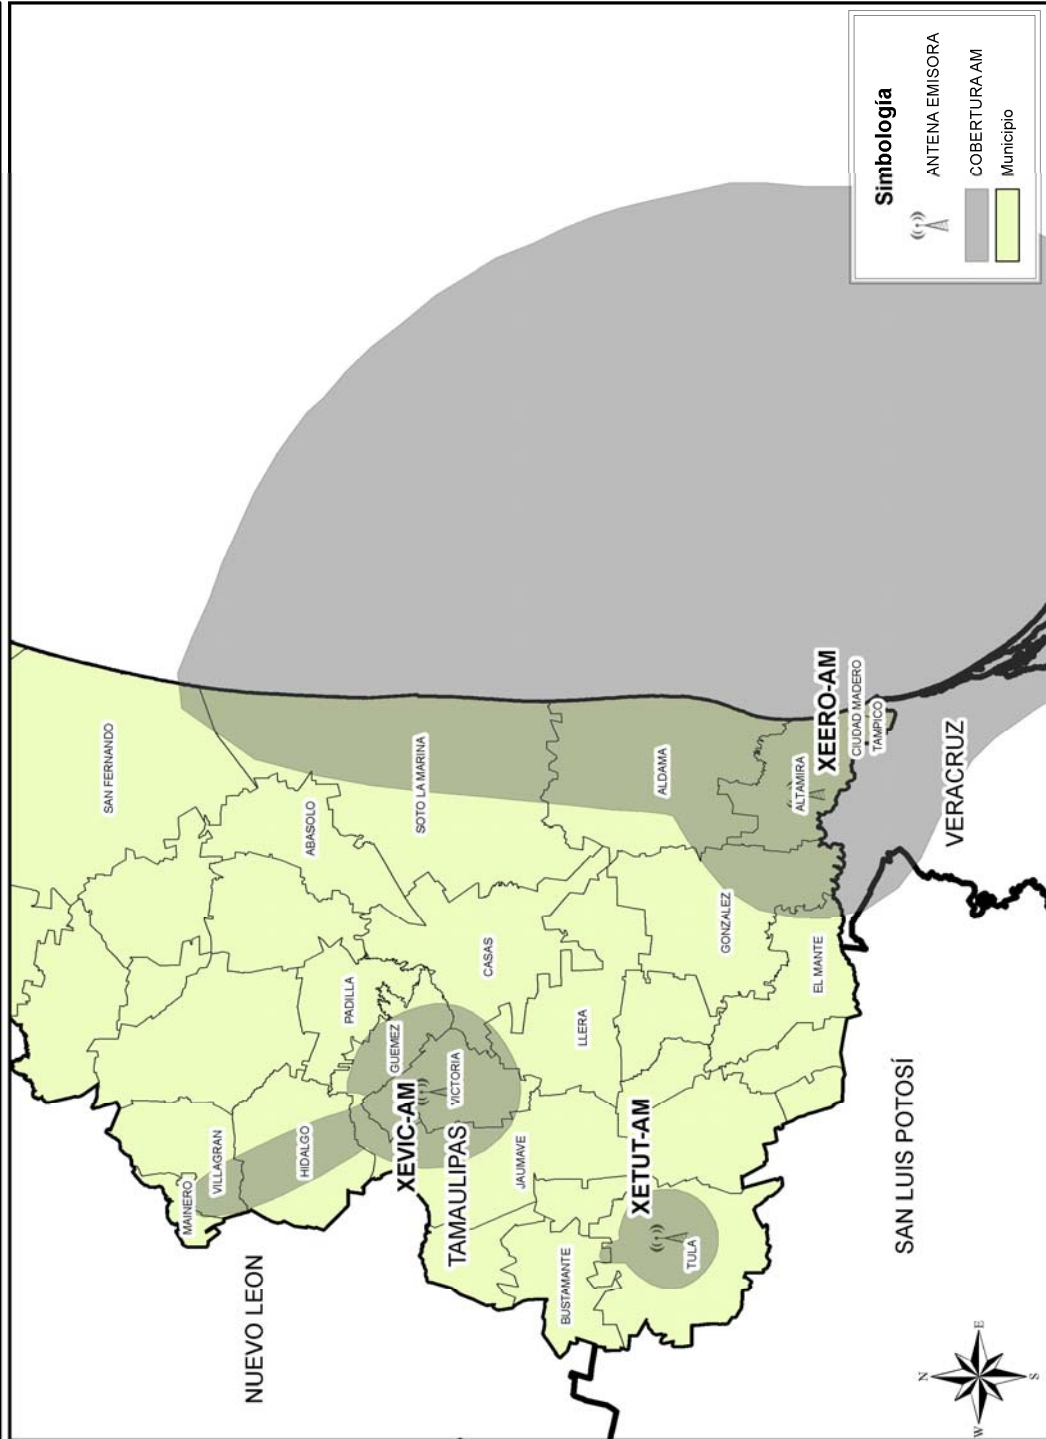 Simbología
ANTENA EMISORA
COBERTURA AM
Municipio
SAN FERNANDO
ABASOLO
SOTO LA MARINA
ALDAMA
ALTAMIRA
XEERO-AM
CIUDAD MADERO
TAMPICO
VERACRUZ
GONZALEZ
EL MANTE
CASAS
LLERA
PADILLA
GUEMEZ
VICTORIA
XEVIC-AM
TAMAULIPAS
HIDALGO
VILLAGRAN
MAINERO
JAUMAVE
XETUT-AM
TULA
BUSTAMANTE
NUEVO LEON
SAN LUIS POTOSÍ
N
E
S
W